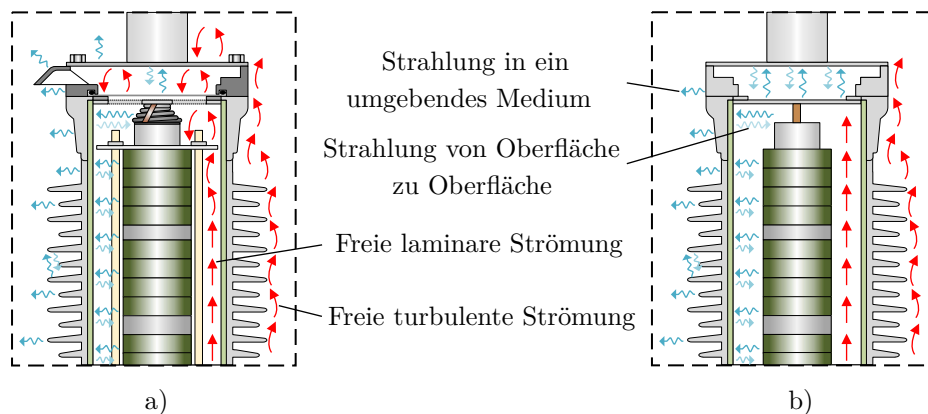 Strahlung in ein
umgebendes Medium
Strahlung von Oberfläche
zu Oberfläche
Freie laminare Strömung
Freie turbulente Strömung
a)
b)